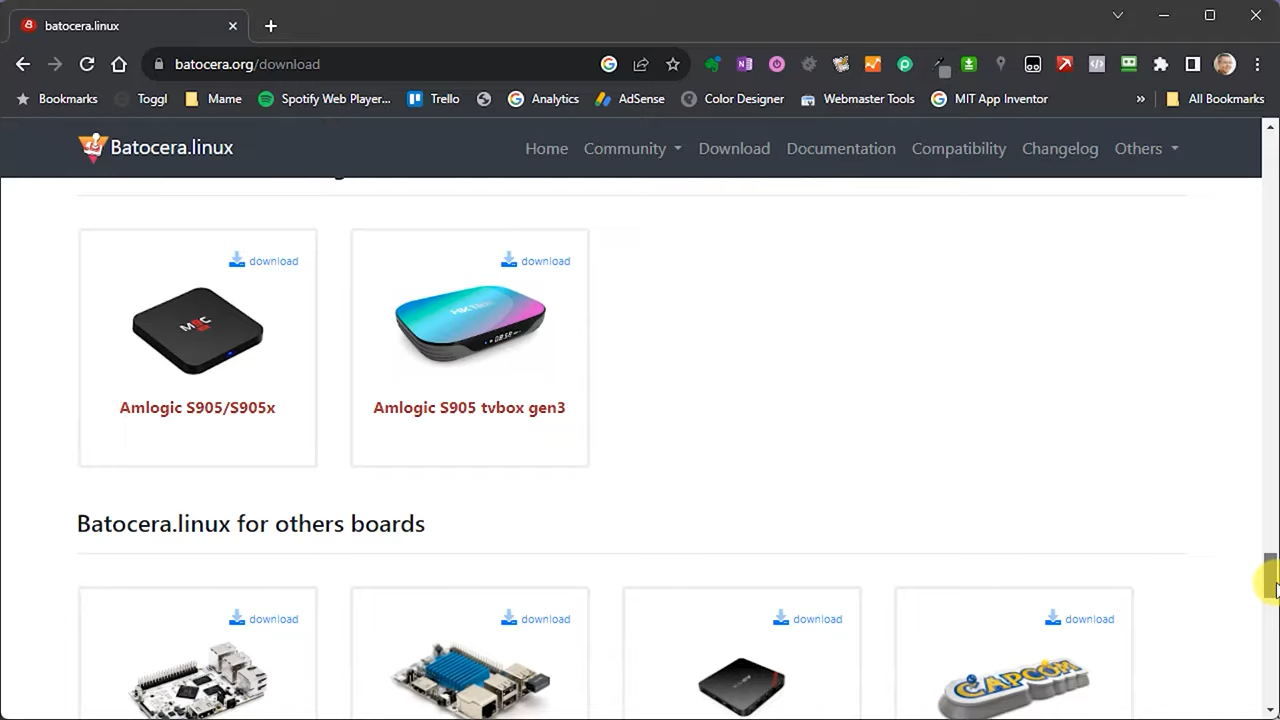 batocera.linux
batocera.org/download
Bookmarks Toggl Mame Spotify Web Player... Trello Analytics AdSense Color Designer Webmaster Tools MIT App Inventor » All Bookmarks
Batocera.linux Home Community Download Documentation Compatibility Changelog Others
download download
Amlogic S905/S905x Amlogic S905 tvbox gen3
Batocera.linux for others boards
download download download download
CAPCOM